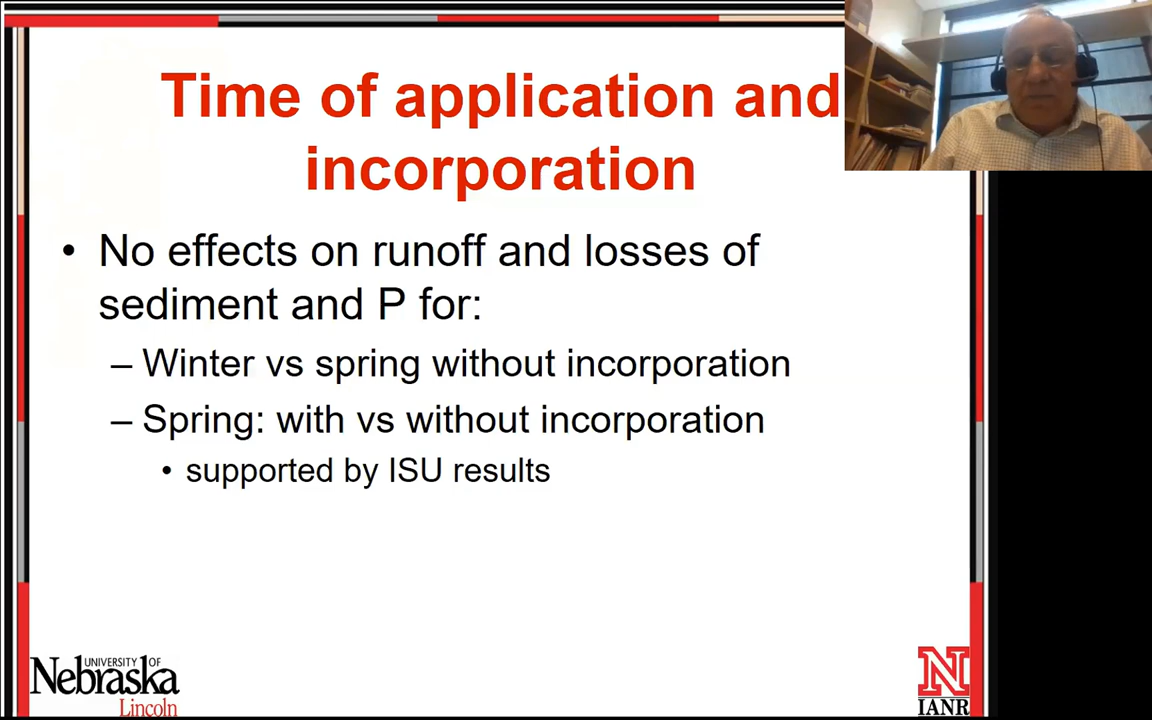 Time of application and
incorporation
• No effects on runoff and losses of
sediment and P for:
– Winter vs spring without incorporation
– Spring: with vs without incorporation
• supported by ISU results
UNIVERSITY OF
Nebraska
Lincoln
N
IANR